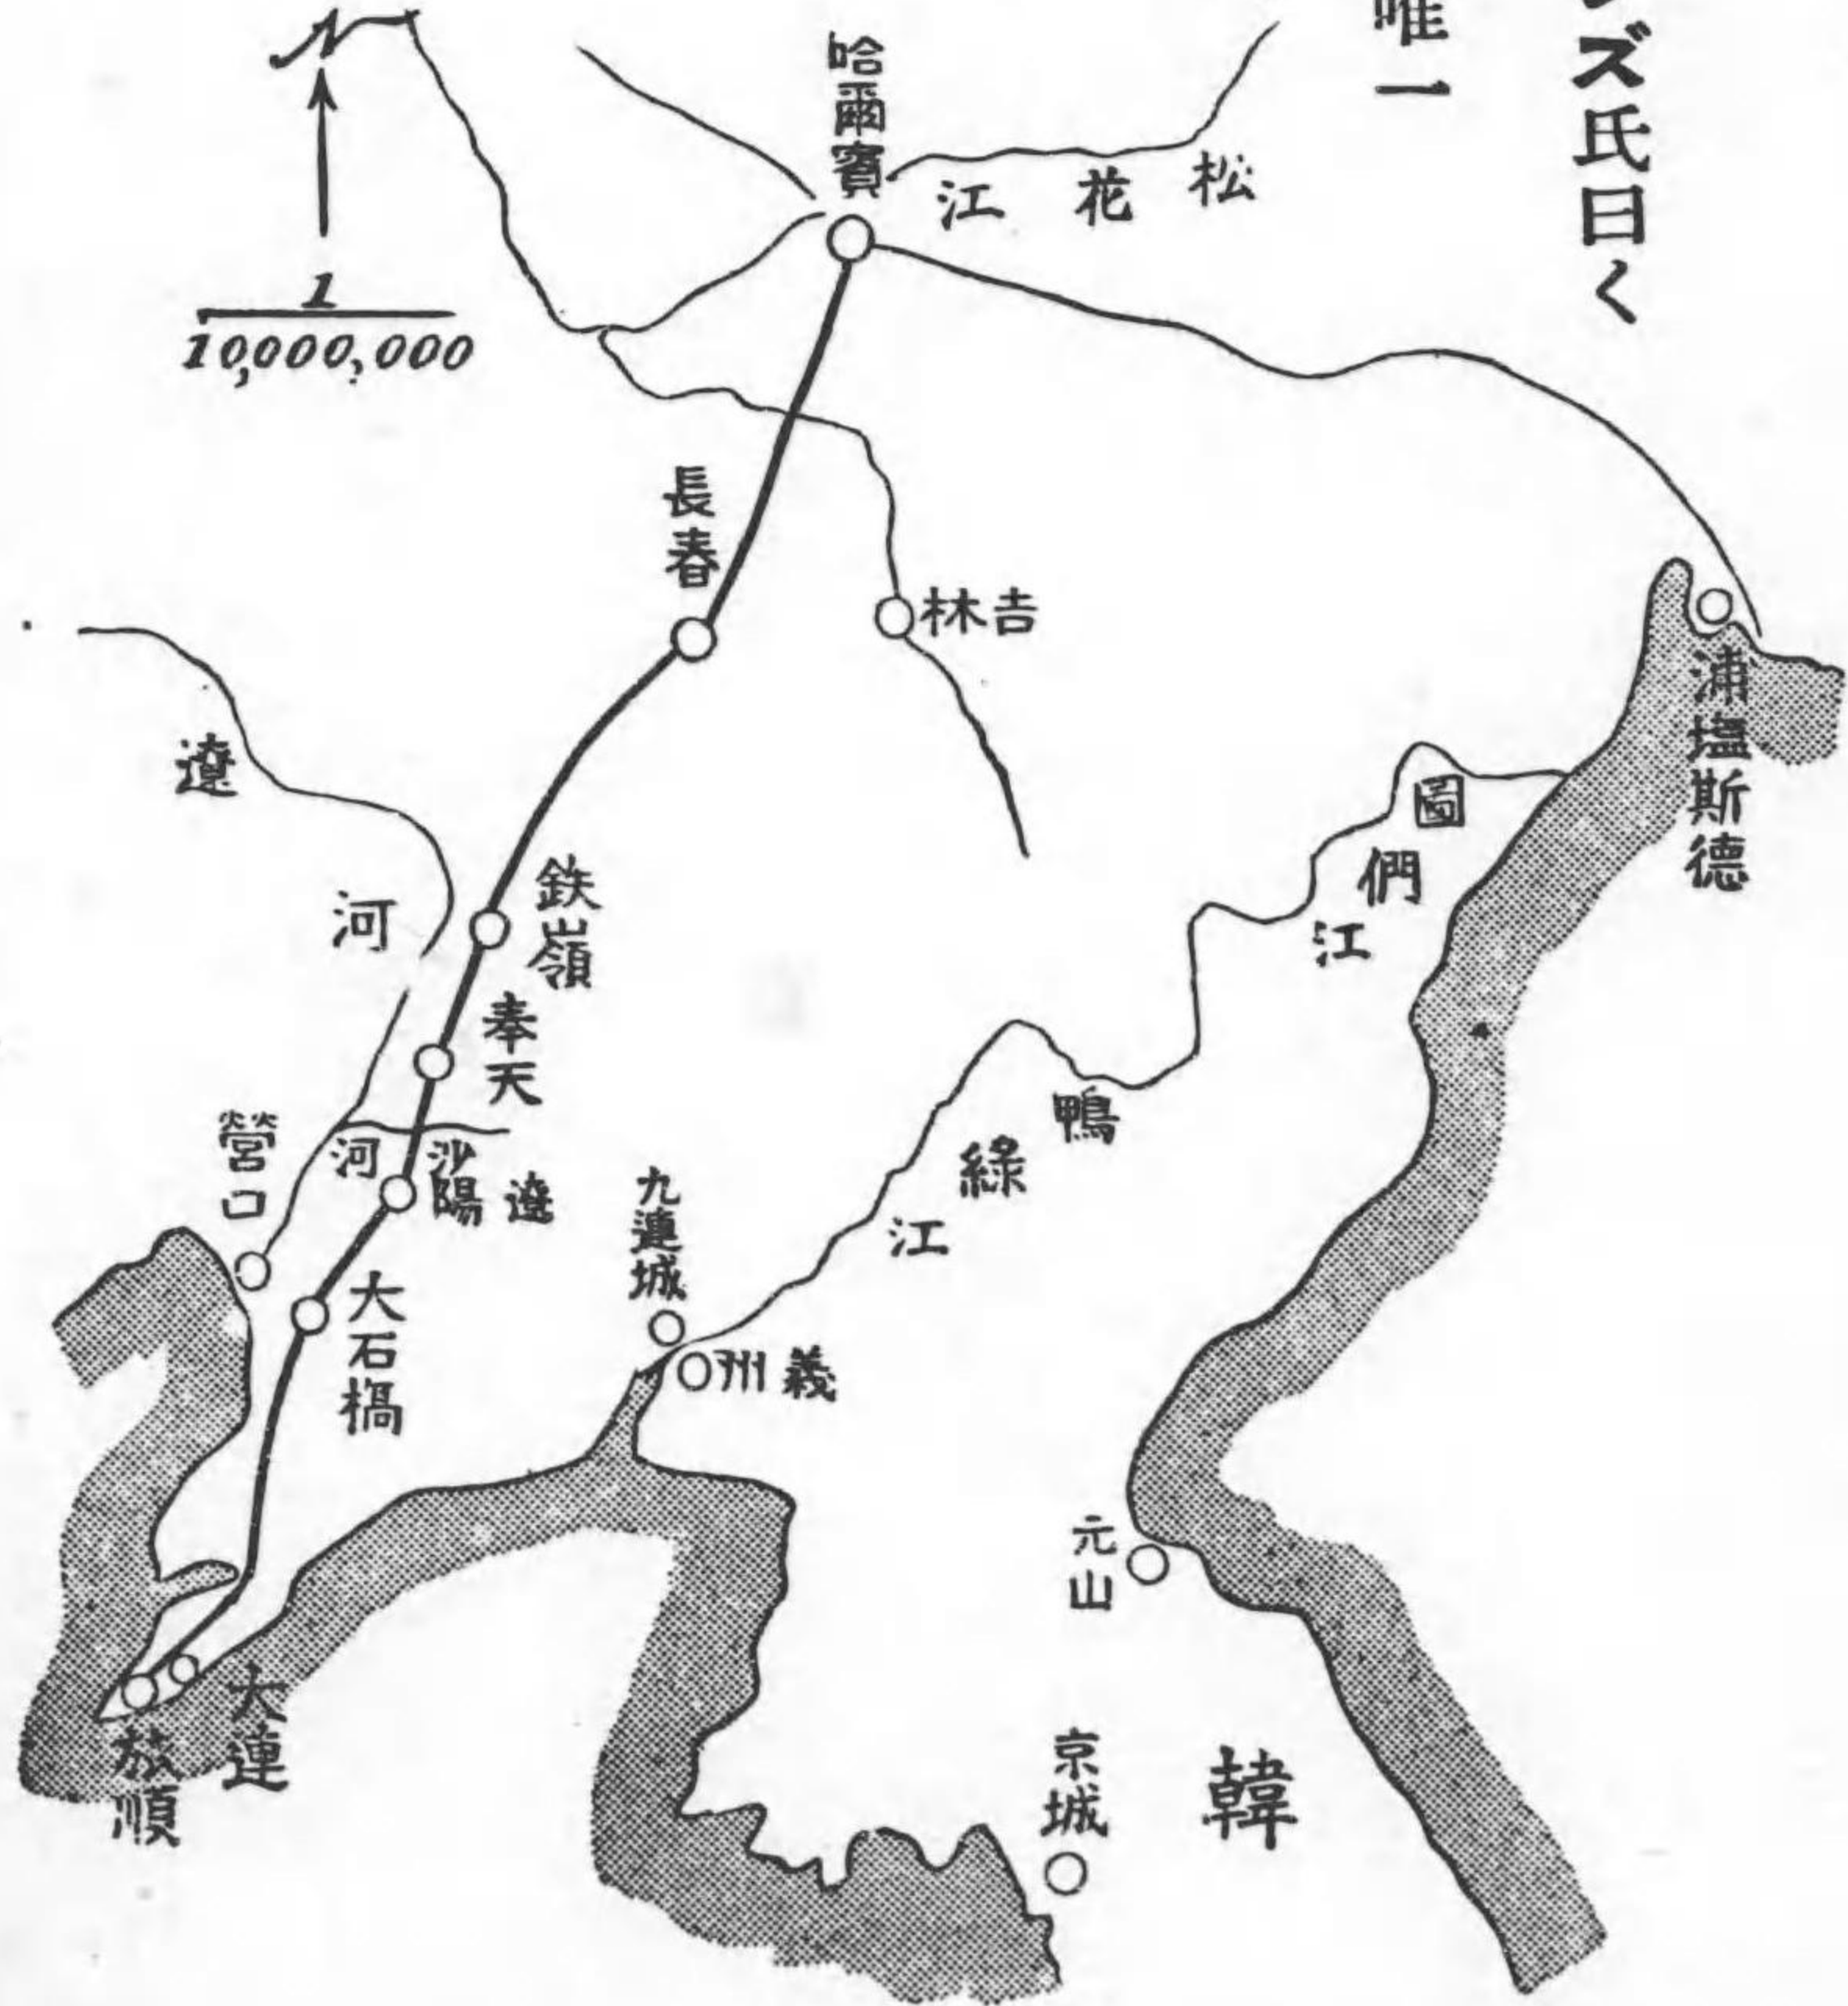 ズ氏曰く
唯一
N
1
10,000,000
哈爾賓
松花江
長春
吉林
浦塩斯德
遼河
鉄嶺
奉天
圖們江
營口
沙河
遼陽
九連城
鴨綠江
大石橋
義州
元山
大連
旅順
京城
韓